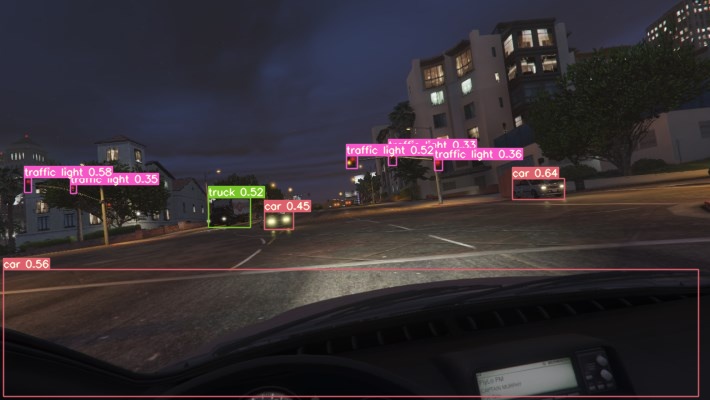 traffic light 0.33
traffic light 0.52
traffic light 0.36
traffic light 0.58
traffic light 0.35
car 0.64
truck 0.52
car 0.45
car 0.56